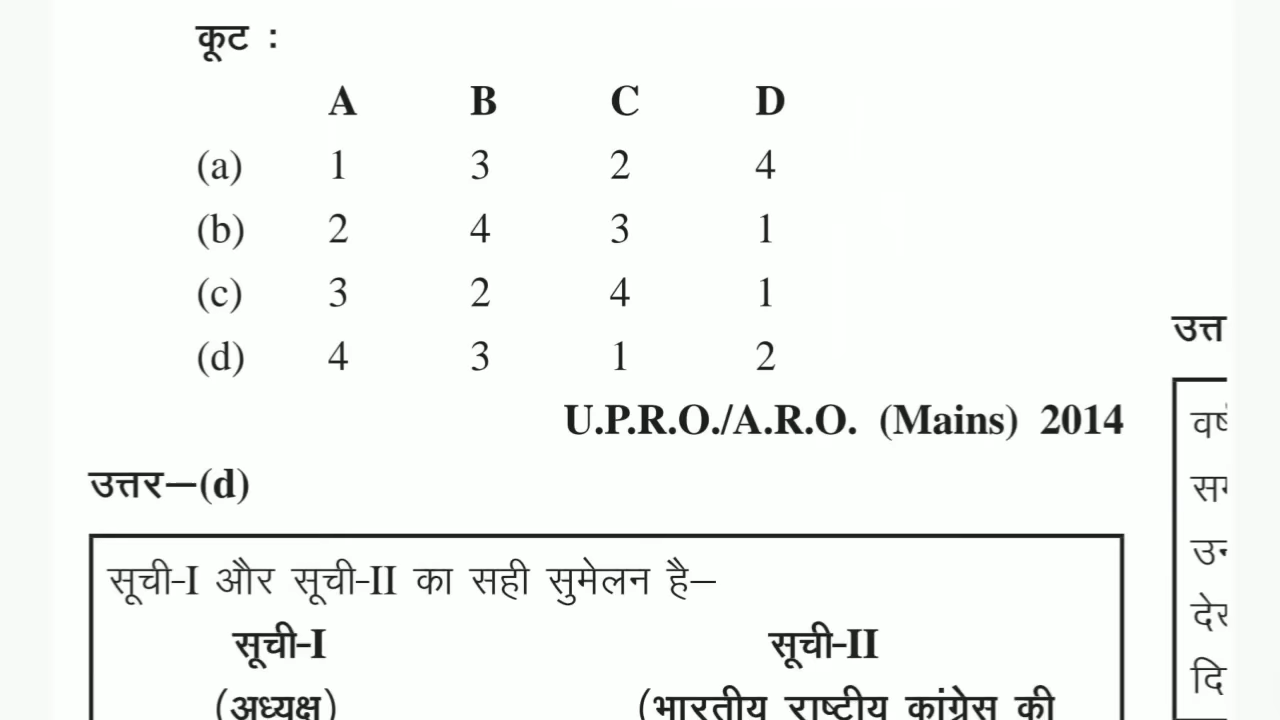 कूट :
A B C D
(a) 1 3 2 4
(b) 2 4 3 1
(c) 3 2 4 1
(d) 4 3 1 2
U.P.R.O./A.R.O. (Mains) 2014
उत्तर–(d)
सूची-I और सूची-II का सही सुमेलन है–
सूची-I सूची-II
(अध्यक्ष) (भारतीय राष्ट्रीय कांग्रेस की
उत्त